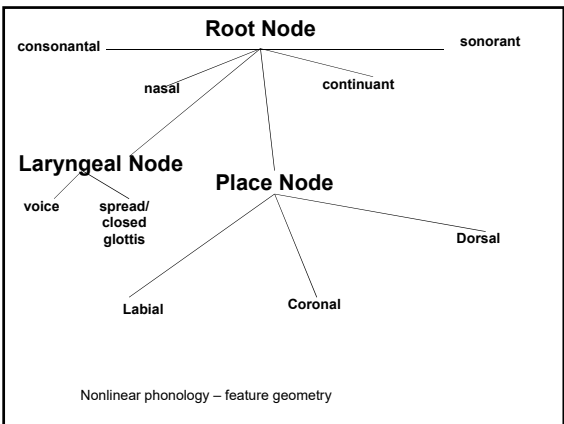 Root Node
consonantal
sonorant
nasal
continuant
Laryngeal Node
Place Node
voice
spread/
closed
glottis
Dorsal
Labial
Coronal
Nonlinear phonology – feature geometry